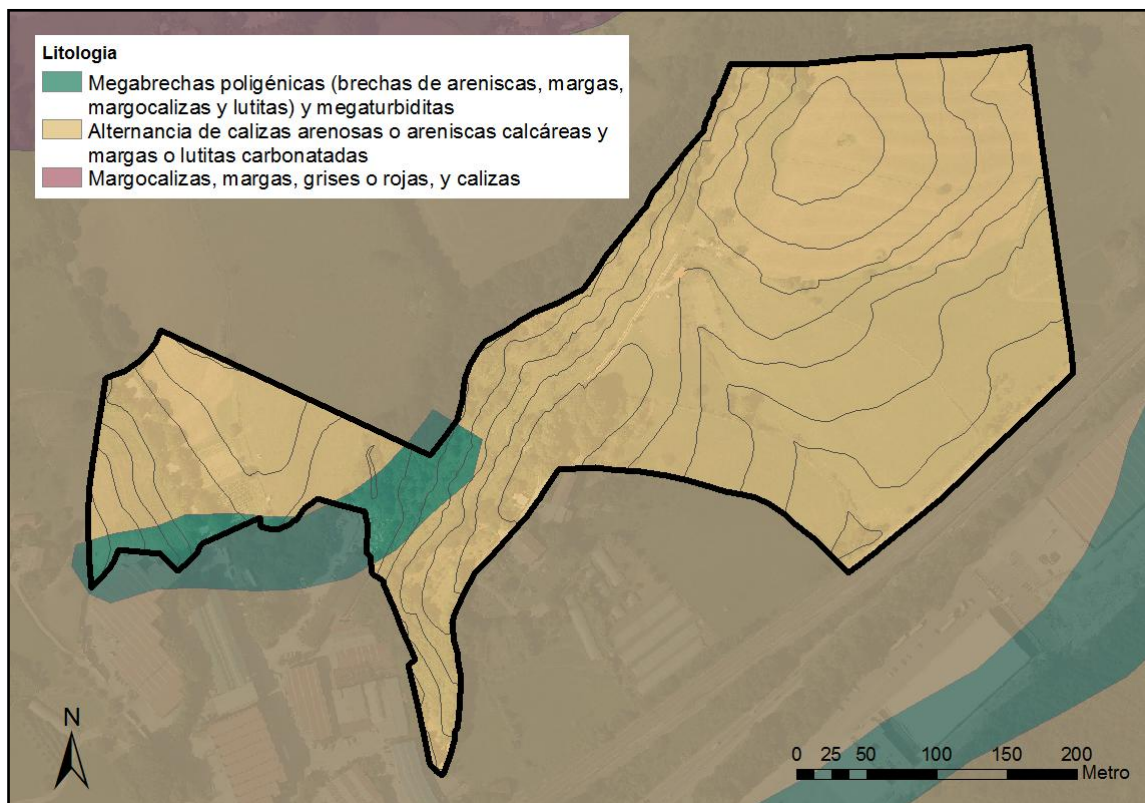 Litologia
Megabrechas poligénicas (brechas de areniscas, margas,
margocalizas y lutitas) y megaturbiditas
Alternancia de calizas arenosas o areniscas calcáreas y
margas o lutitas carbonatadas
Margocalizas, margas, grises o rojas, y calizas
N
0 25 50 100 150 200
Metro